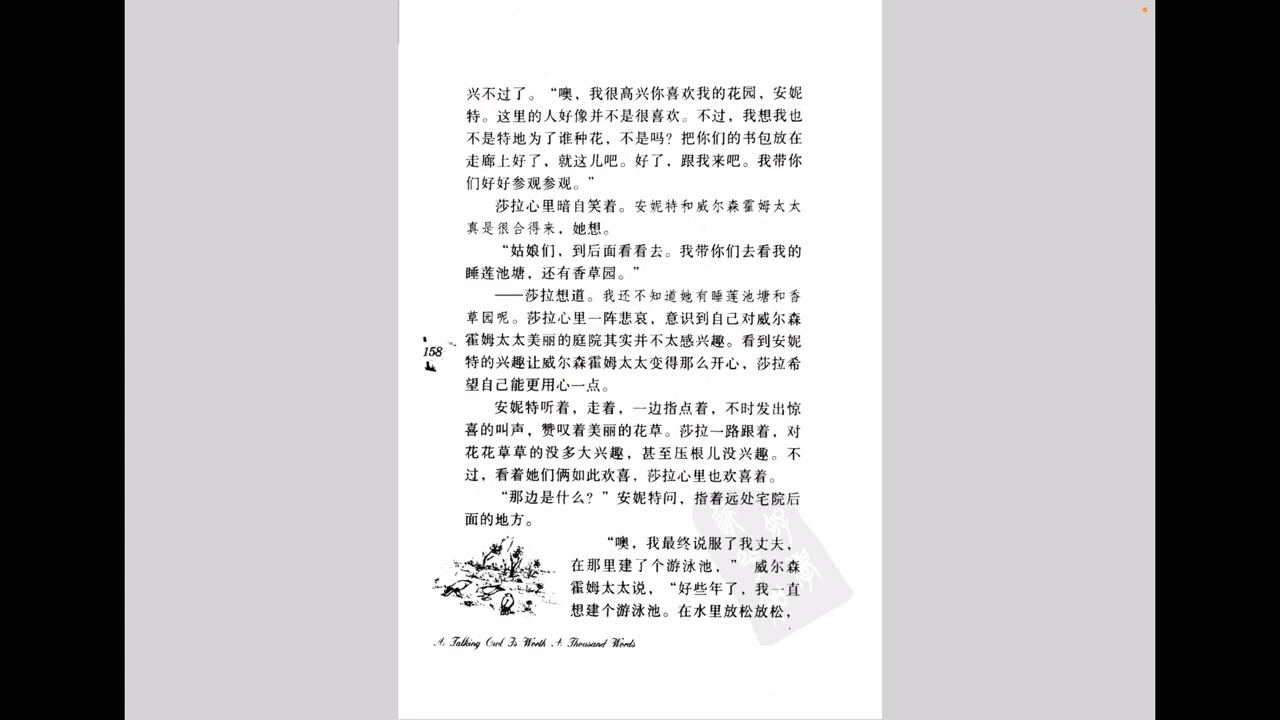 兴不过了。“噢，我很高兴你喜欢我的花园，安妮
特。这里的人好像并不是很喜欢。不过，我想我也
不是特地为了谁种花，不是吗？把你们的书包放在
走廊上好了，就这儿吧。好了，跟我来吧。我带你
们好好参观参观。”
莎拉心里暗自笑着。安妮特和威尔森霍姆太太
真是很合得来，她想。
“姑娘们，到后面看看去。我带你们去看我的
睡莲池塘，还有香草园。”
——莎拉想道。我还不知道她有睡莲池塘和香
草园呢。莎拉心里一阵悲哀，意识到自己对威尔森
霍姆太太美丽的庭院其实并不太感兴趣。看到安妮
特的兴趣让威尔森霍姆太太变得那么开心，莎拉希
望自己能更用心一点。
158
安妮特听着，走着，一边指点着，不时发出惊
喜的叫声，赞叹着美丽的花草。莎拉一路跟着，对
花花草草的没多大兴趣，甚至压根儿没兴趣。不
过，看着她们俩如此欢喜，莎拉心里也欢喜着。
“那边是什么？”安妮特问，指着远处宅院后
面的地方。
“噢，我最终说服了我丈夫，
在那里建了个游泳池，”威尔森
霍姆太太说，“好些年了，我一直
想建个游泳池。在水里放松放松，
A Talking Owl Is Worth A Thousand Words